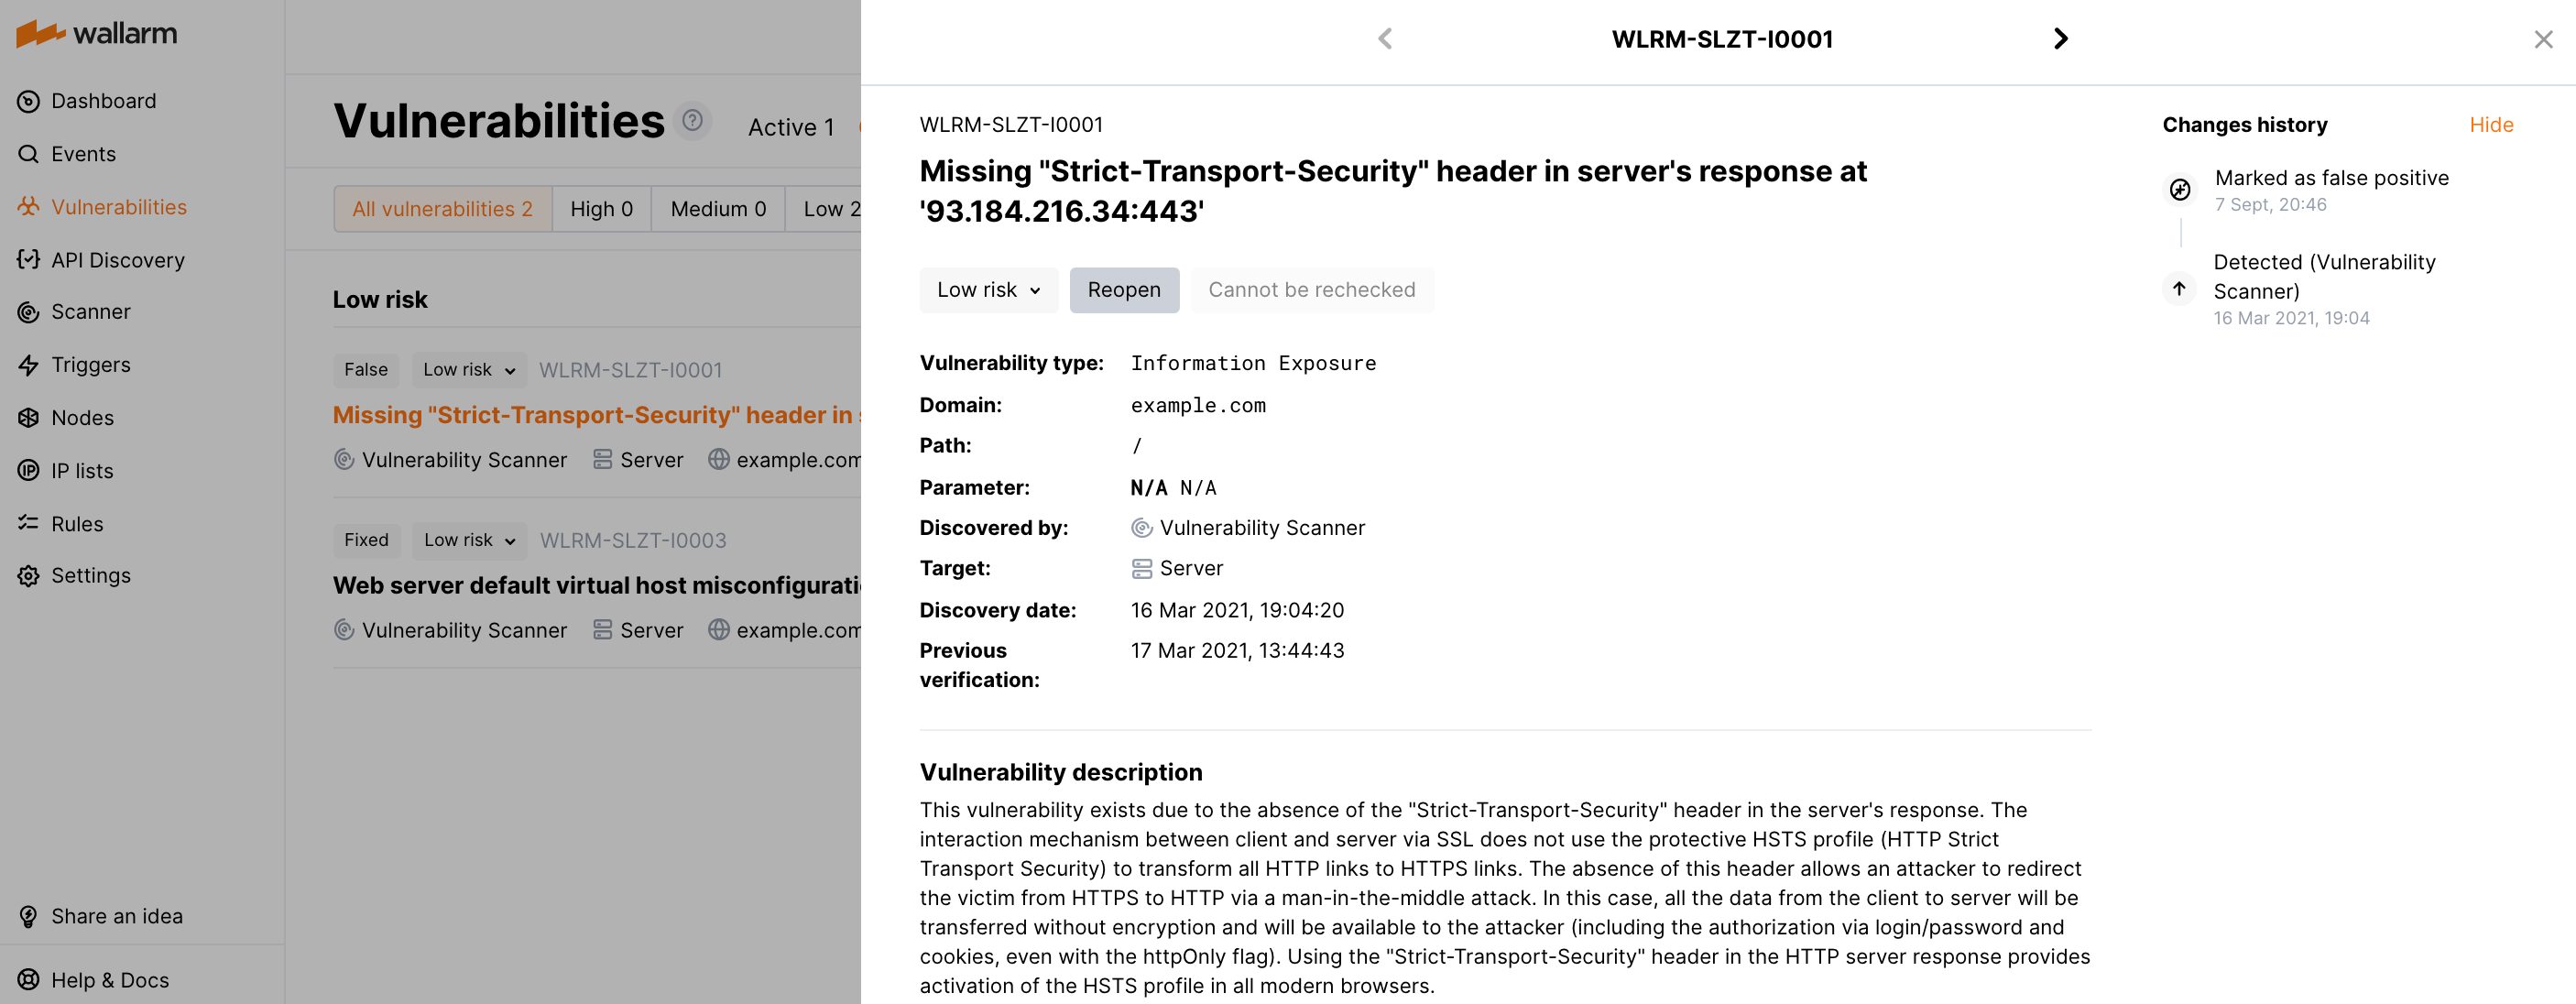 wallarm
Dashboard
Events
Vulnerabilities
API Discovery
Scanner
Triggers
Nodes
IP lists
Rules
Settings
Share an idea
Help & Docs
Vulnerabilities ? Active 1
All vulnerabilities 2 High 0 Medium 0 Low 2
Low risk
False Low risk WLRM-SLZT-I0001
Missing "Strict-Transport-Security" header in
Vulnerability Scanner Server example.com
Fixed Low risk WLRM-SLZT-I0003
Web server default virtual host misconfigurati
Vulnerability Scanner Server example.com
WLRM-SLZT-I0001
WLRM-SLZT-I0001
Missing "Strict-Transport-Security" header in server's response at
'93.184.216.34:443'
Low risk Reopen Cannot be rechecked
Vulnerability type: Information Exposure
Domain: example.com
Path: /
Parameter: N/A N/A
Discovered by: Vulnerability Scanner
Target: Server
Discovery date: 16 Mar 2021, 19:04:20
Previous 17 Mar 2021, 13:44:43
verification:
Vulnerability description
This vulnerability exists due to the absence of the "Strict-Transport-Security" header in the server's response. The
interaction mechanism between client and server via SSL does not use the protective HSTS profile (HTTP Strict
Transport Security) to transform all HTTP links to HTTPS links. The absence of this header allows an attacker to redirect
the victim from HTTPS to HTTP via a man-in-the-middle attack. In this case, all the data from the client to server will be
transferred without encryption and will be available to the attacker (including the authorization via login/password and
cookies, even with the httpOnly flag). Using the "Strict-Transport-Security" header in the HTTP server response provides
activation of the HSTS profile in all modern browsers.
Changes history Hide
Marked as false positive
7 Sept, 20:46
Detected (Vulnerability
Scanner)
16 Mar 2021, 19:04